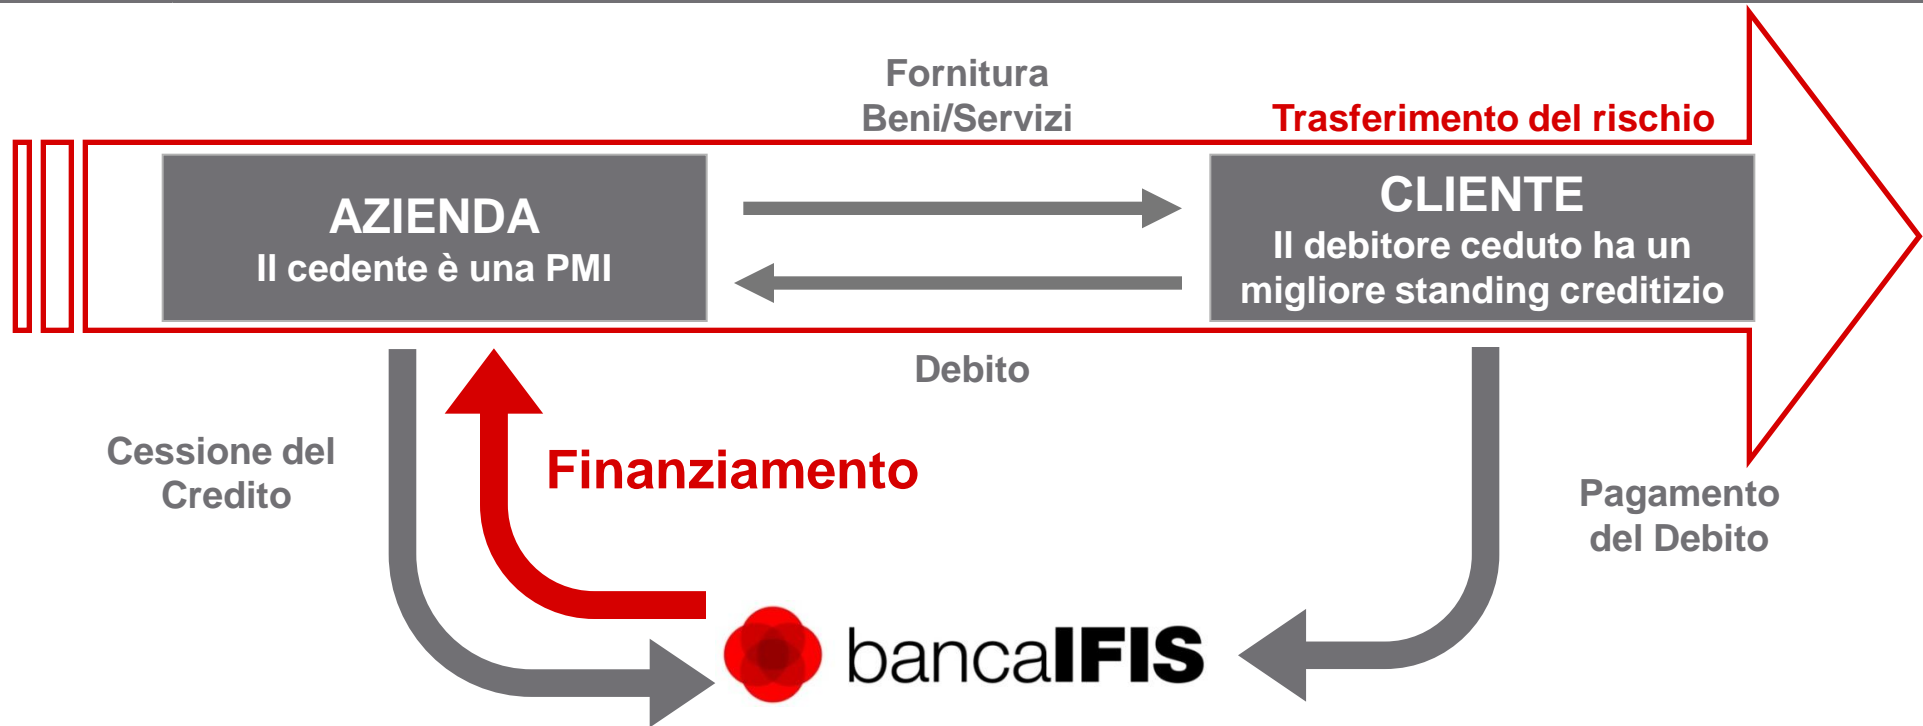 Fornitura
Beni/Servizi
Trasferimento del rischio
AZIENDA
Il cedente è una PMI
CLIENTE
Il debitore ceduto ha un
migliore standing creditizio
Debito
Cessione del
Credito
Finanziamento
Pagamento
del Debito
bancaIFIS